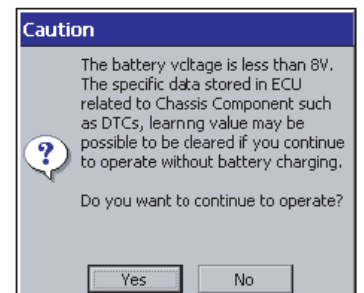 Caution
The battery vcltage is less than 8V.
The specific data stored in ECU
related to Chassis Component such
as DTCs, learnng value may be
possible to be cleared if you continue
to operate without battery charging.
Do you want to continue to operate?
Yes No